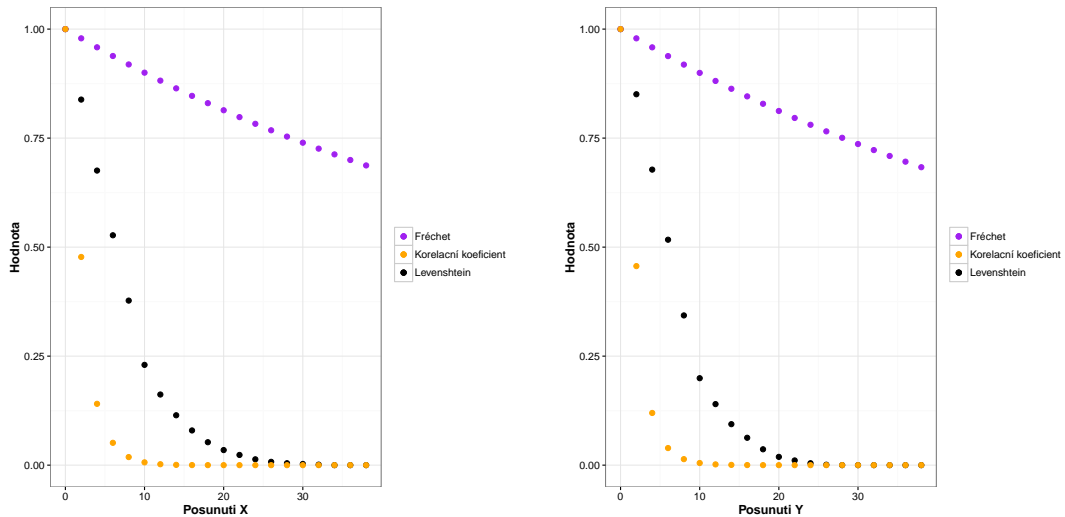 1.00
0.75
0.50
0.25
0.00
Hodnota
0
10
20
30
Posunuti X
Fréchet
Korelacní koeficient
Levenshtein
1.00
0.75
0.50
0.25
0.00
Hodnota
0
10
20
30
Posunuti Y
Fréchet
Korelacní koeficient
Levenshtein